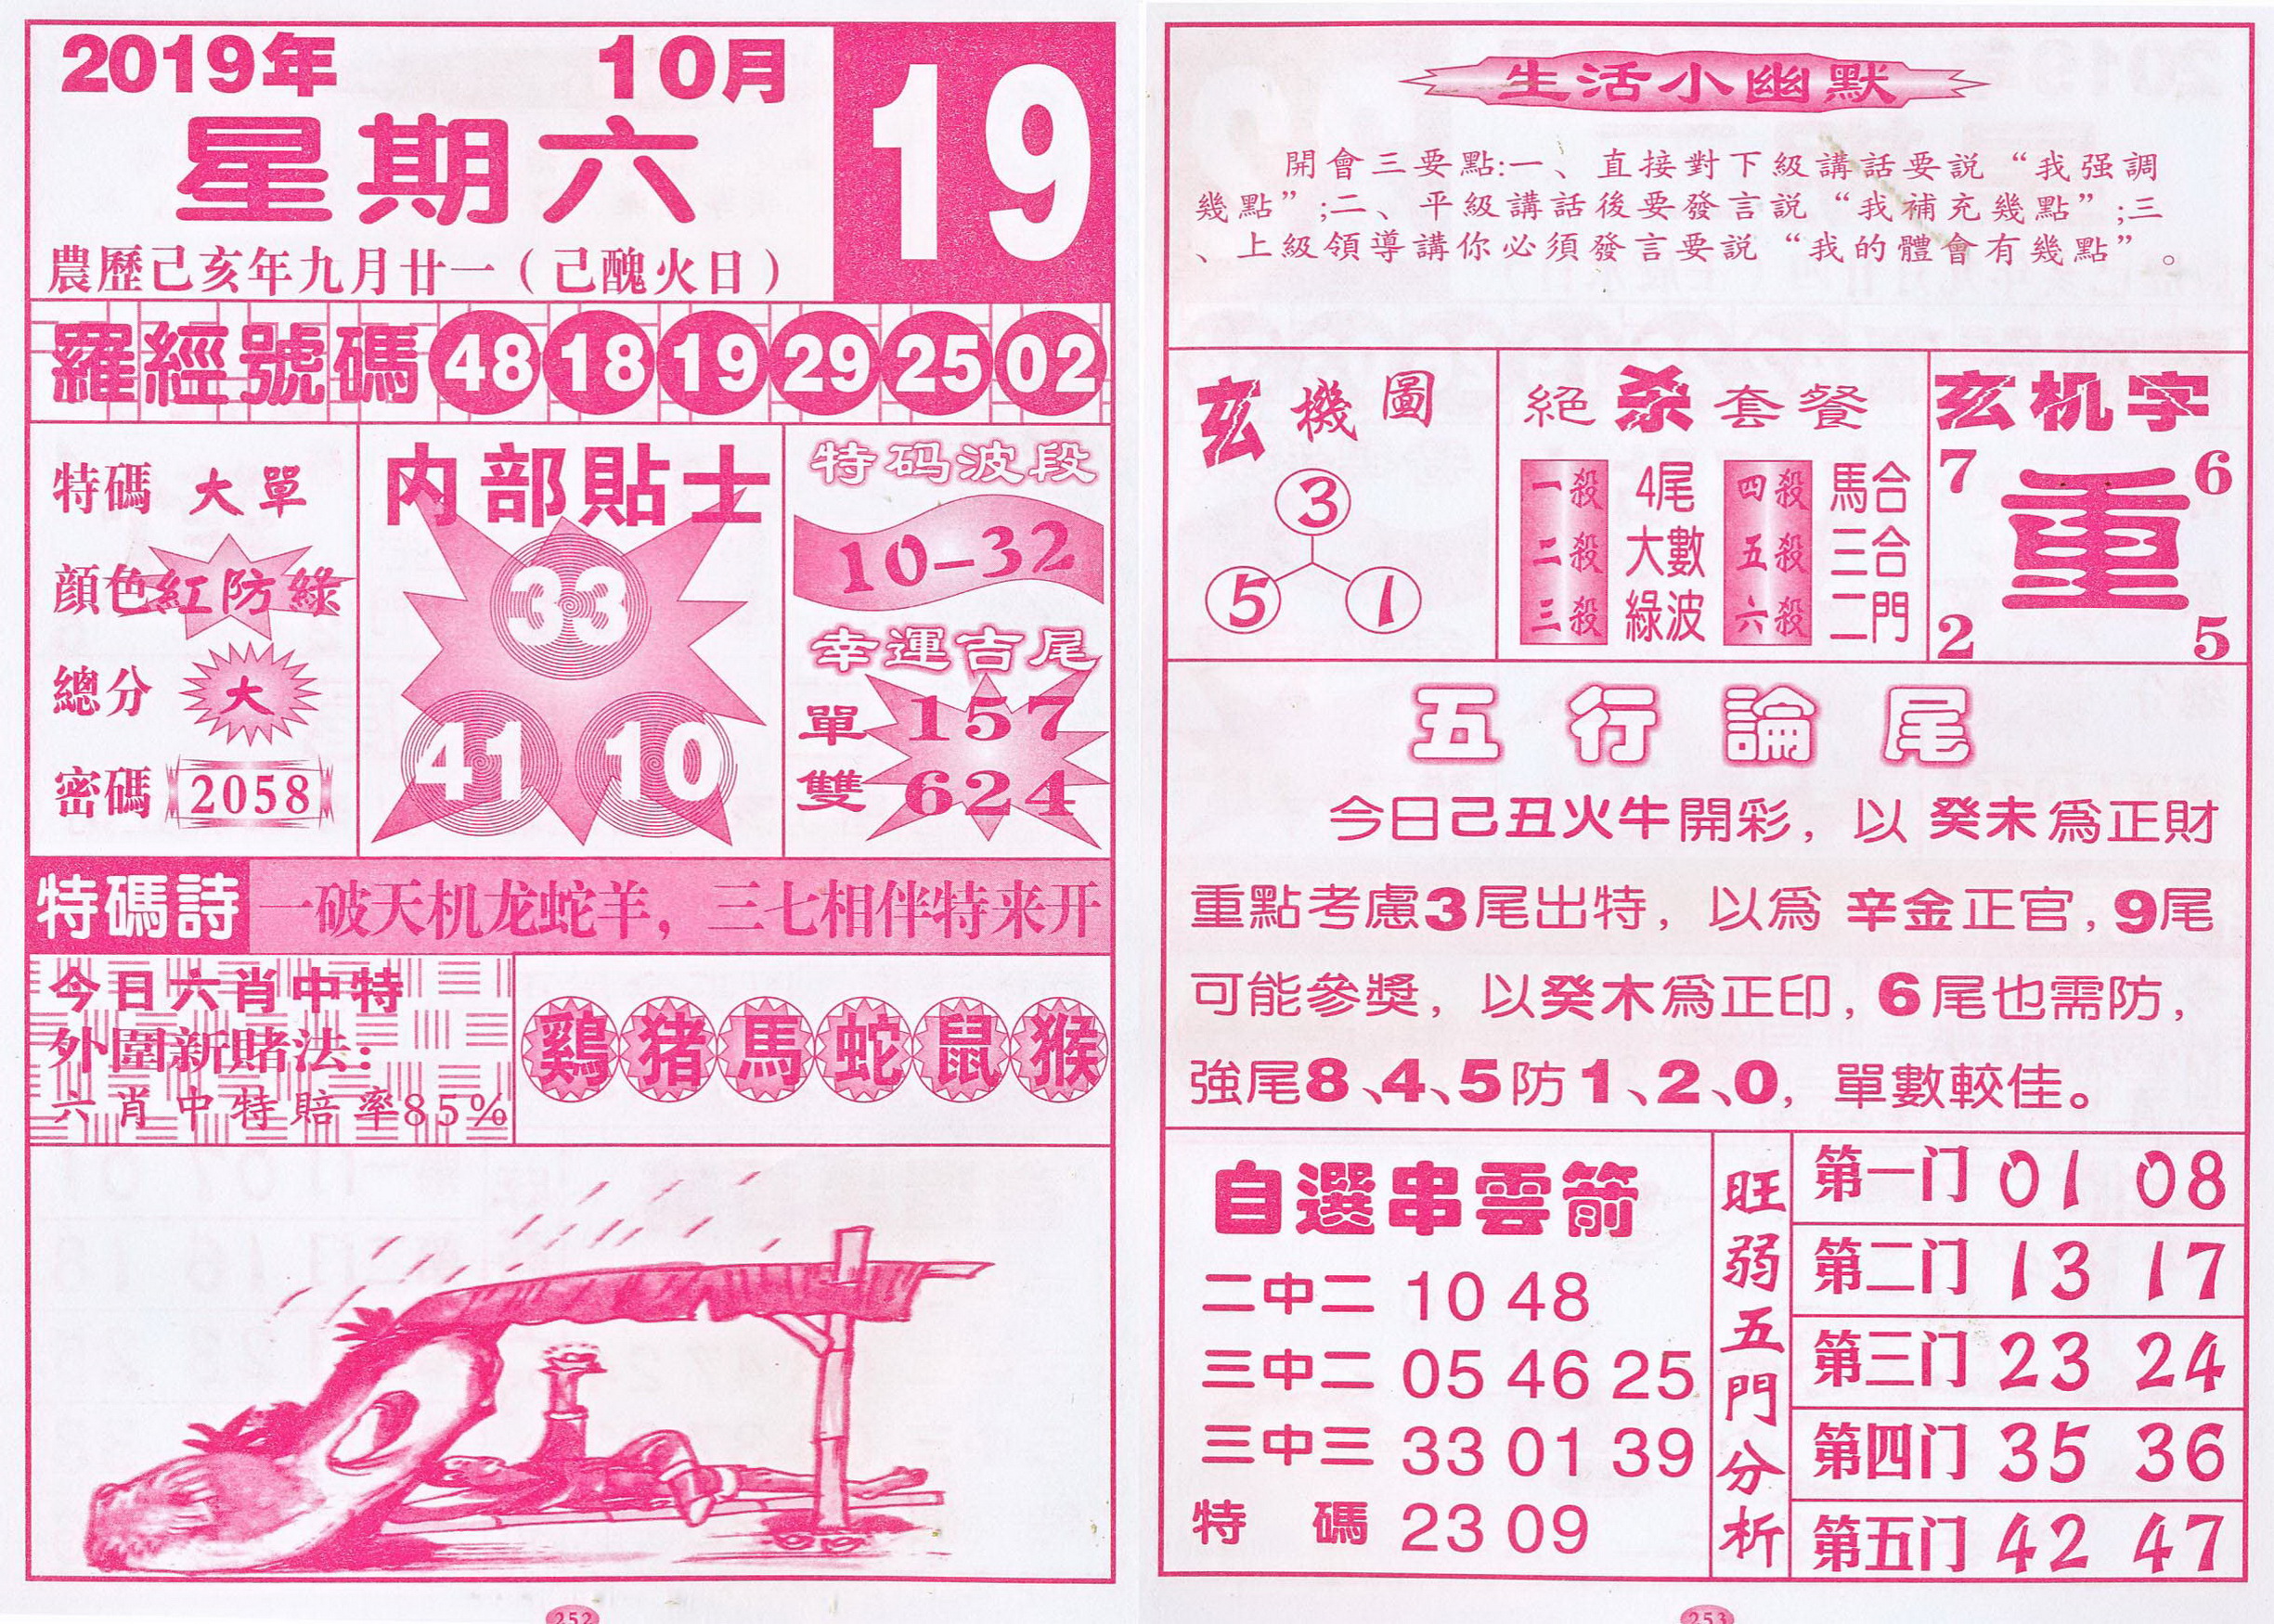 2019年 10月 19
星期六
農歷己亥年九月廿一（己醜火日）
羅經號碼 48 18 19 29 25 02
特碼 大單
顔色 紅防綠
總分 大
密碼 2058
内部貼士
33
41 10
特码波段
10-32
幸運吉尾
單 157
雙 624
特碼詩 一破天机龙蛇羊，三七相伴特来开
今日六肖中特
外圍新賭法：
六肖中特賠率85%
鷄 猪 馬 蛇 鼠 猴
252
生活小幽默
開會三要點:一、直接對下級講話要説“我强調
幾點”;二、平級講話後要發言説“我補充幾點”;三
、上級領導講你必須發言要説“我的體會有幾點”。
玄機圖
3
5 1
絕杀套餐
一殺 4尾 四殺 馬合
二殺 大數 五殺 三合
三殺 綠波 六殺 二門
玄机字
7 6
重
2 5
五行論尾
今日己丑火牛開彩，以癸未爲正財
重點考慮3尾出特，以爲辛金正官,9尾
可能參獎，以癸木爲正印,6尾也需防，
強尾8、4、5防1、2、0，單數較佳。
自選串雲箭
二中二 10 48
三中二 05 46 25
三中三 33 01 39
特碼 23 09
旺弱五門分析
第一门 01 08
第二门 13 17
第三门 23 24
第四门 35 36
第五门 42 47
253